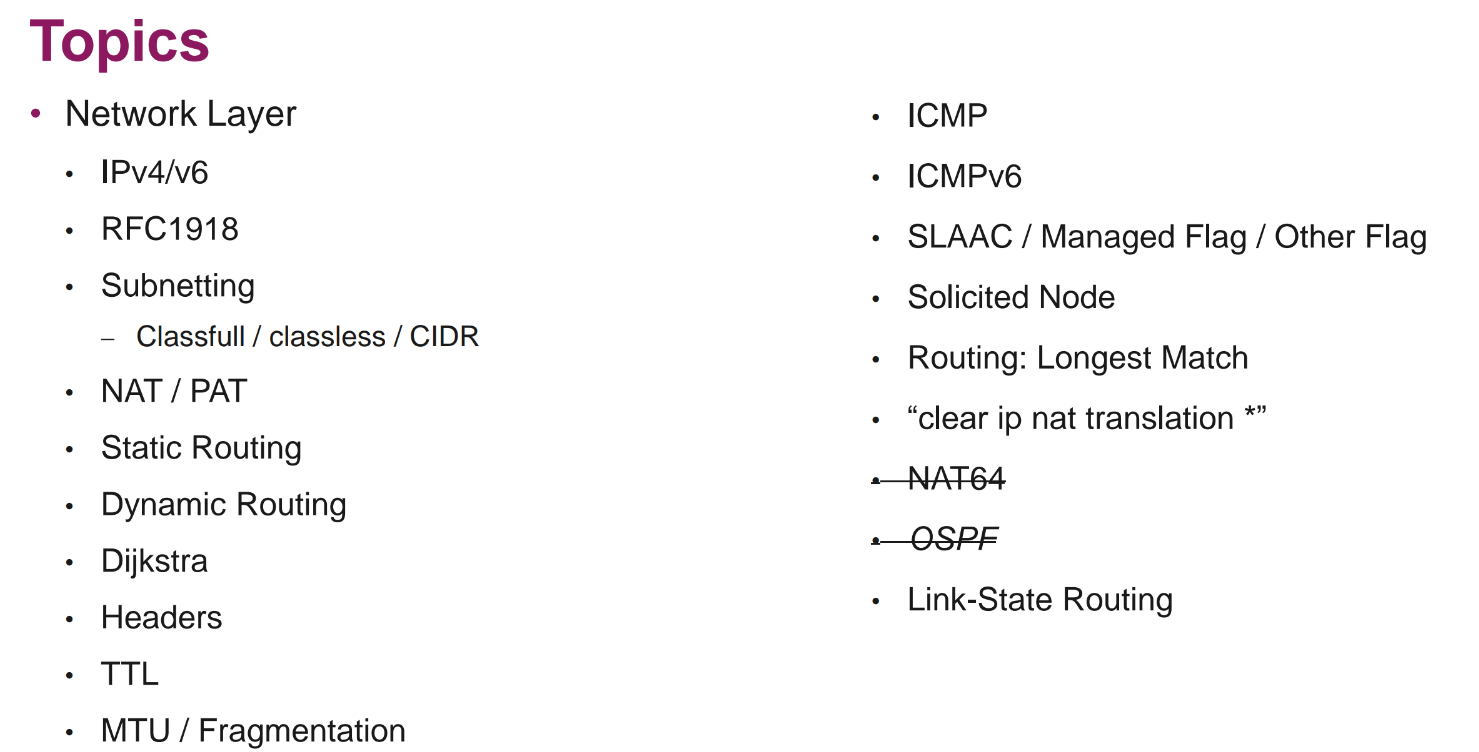 Topics
• Network Layer
• IPv4/v6
• RFC1918
• Subnetting
– Classfull / classless / CIDR
• NAT / PAT
• Static Routing
• Dynamic Routing
• Dijkstra
• Headers
• TTL
• MTU / Fragmentation
• ICMP
• ICMPv6
• SLAAC / Managed Flag / Other Flag
• Solicited Node
• Routing: Longest Match
• “clear ip nat translation *”
• NAT64
• OSPF
• Link-State Routing